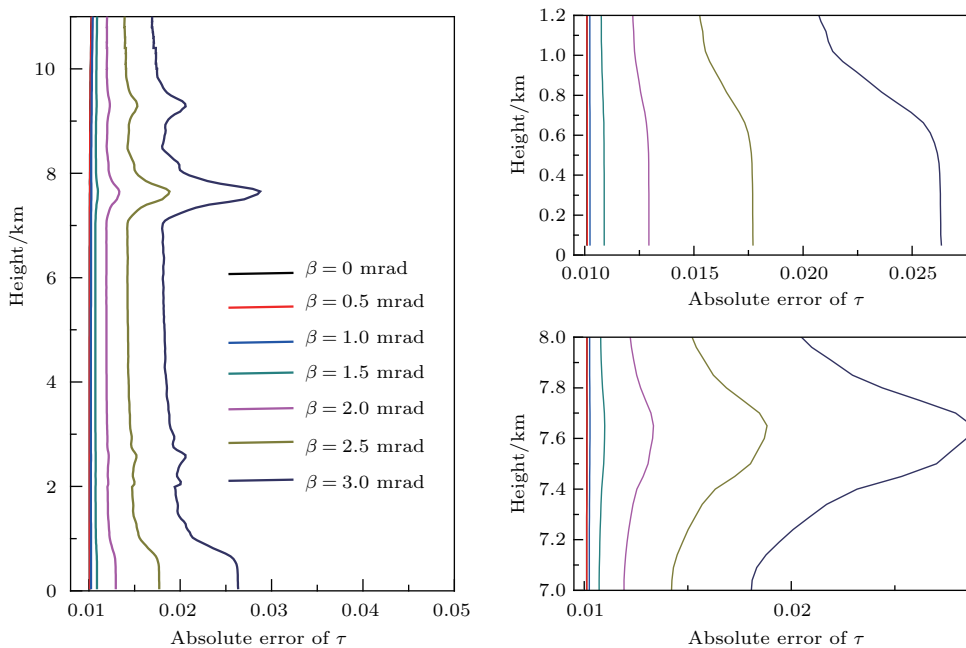 Height/km
10
8
6
4
2
0
β = 0 mrad
β = 0.5 mrad
β = 1.0 mrad
β = 1.5 mrad
β = 2.0 mrad
β = 2.5 mrad
β = 3.0 mrad
0.01 0.02 0.03 0.04 0.05
Absolute error of τ
Height/km
1.2
1.0
0.8
0.6
0.4
0.2
0
0.010 0.015 0.020 0.025
Absolute error of τ
Height/km
8.0
7.8
7.6
7.4
7.2
7.0
0.01 0.02
Absolute error of τ